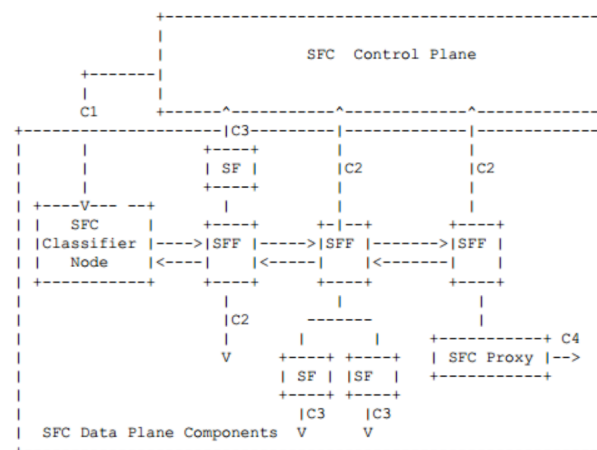 SFC Control Plane
C1
C3
SF C2 C2
SFC
Classifier SFF SFF SFF
Node
C2
C4
SFC Proxy
V
SF SF
C3 C3
SFC Data Plane Components V V